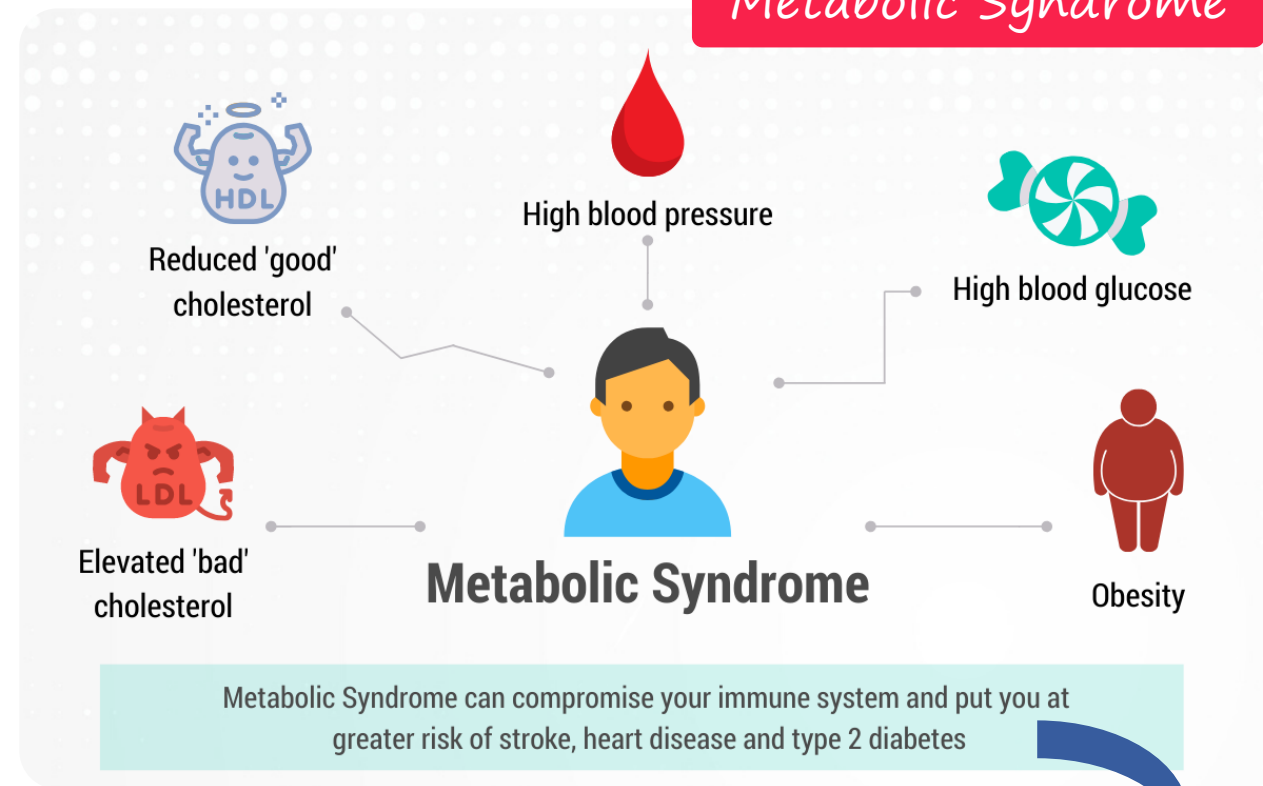 Metabolic Syndrome
High blood pressure
HDL
Reduced 'good'
cholesterol
High blood glucose
LDL
Elevated 'bad'
cholesterol
Metabolic Syndrome
Obesity
Metabolic Syndrome can compromise your immune system and put you at
greater risk of stroke, heart disease and type 2 diabetes